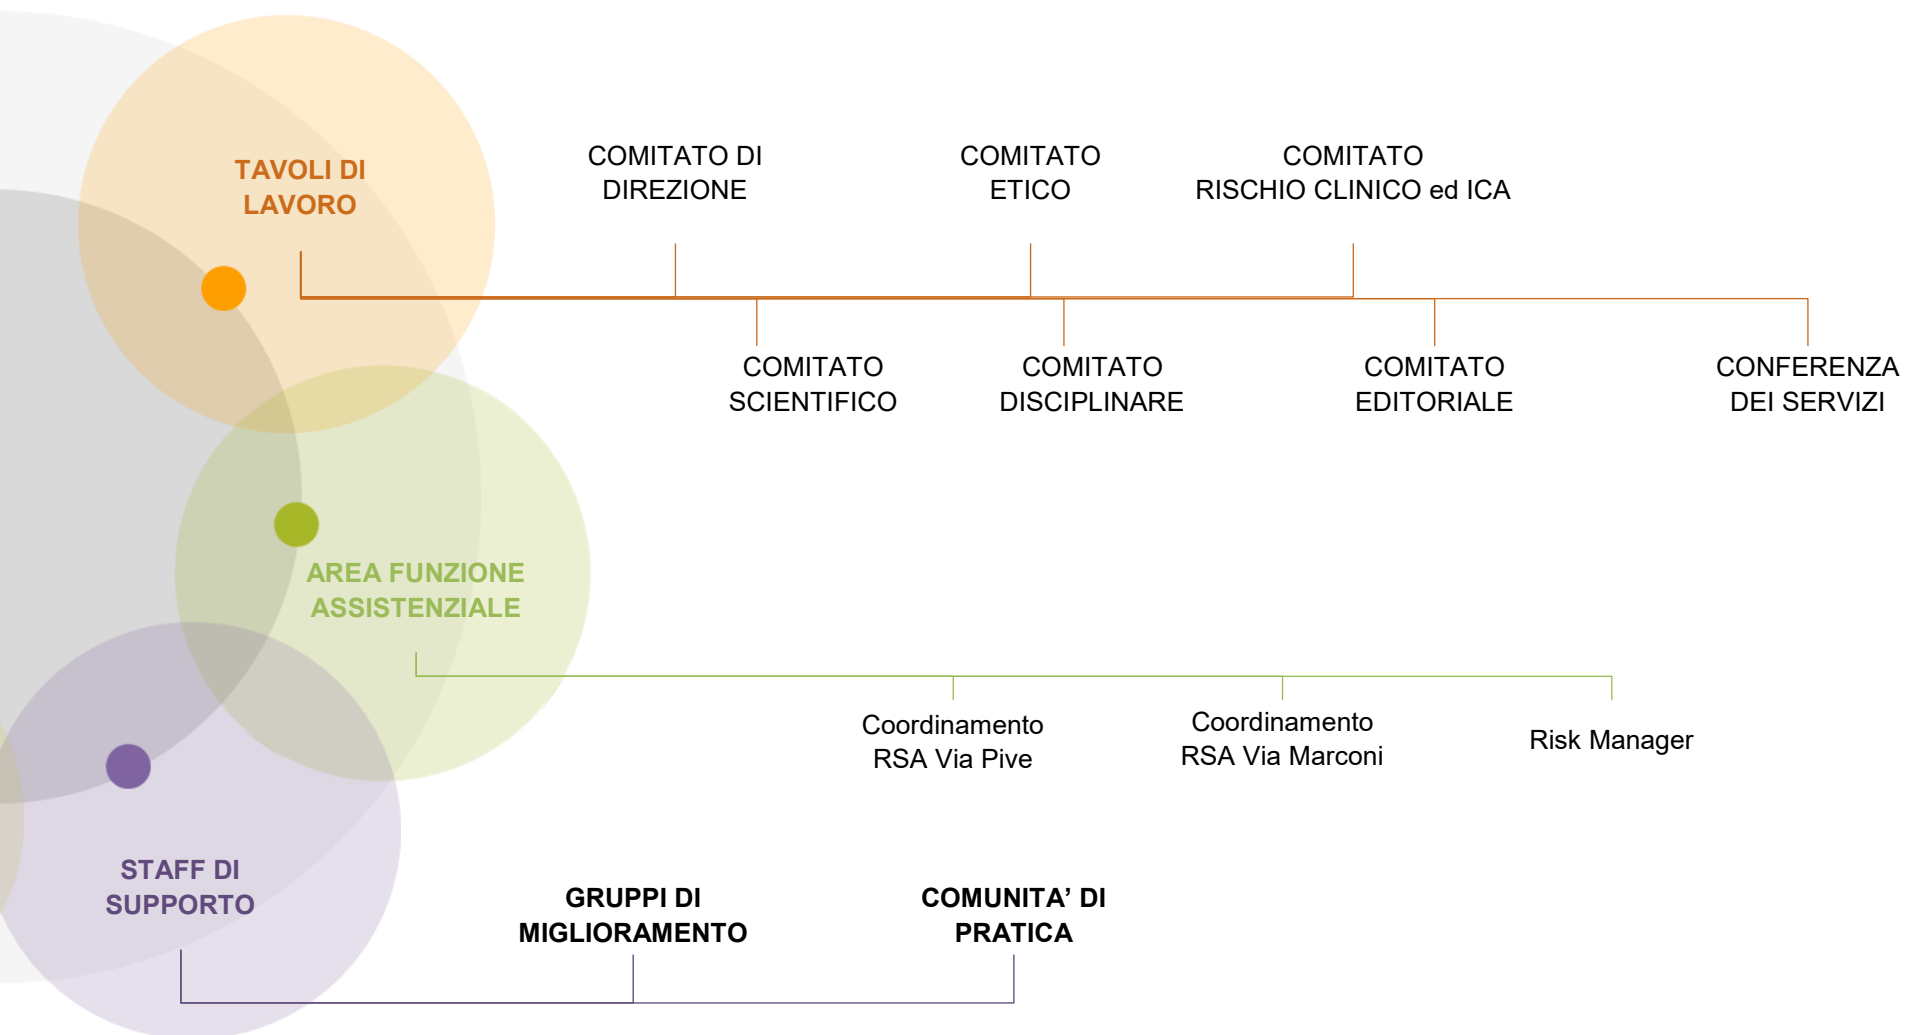 TAVOLI DI
LAVORO
COMITATO DI
DIREZIONE
COMITATO
ETICO
COMITATO
RISCHIO CLINICO ed ICA
COMITATO
SCIENTIFICO
COMITATO
DISCIPLINARE
COMITATO
EDITORIALE
CONFERENZA
DEI SERVIZI
AREA FUNZIONE
ASSISTENZIALE
Coordinamento
RSA Via Pive
Coordinamento
RSA Via Marconi
Risk Manager
STAFF DI
SUPPORTO
GRUPPI DI
MIGLIORAMENTO
COMUNITA’ DI
PRATICA